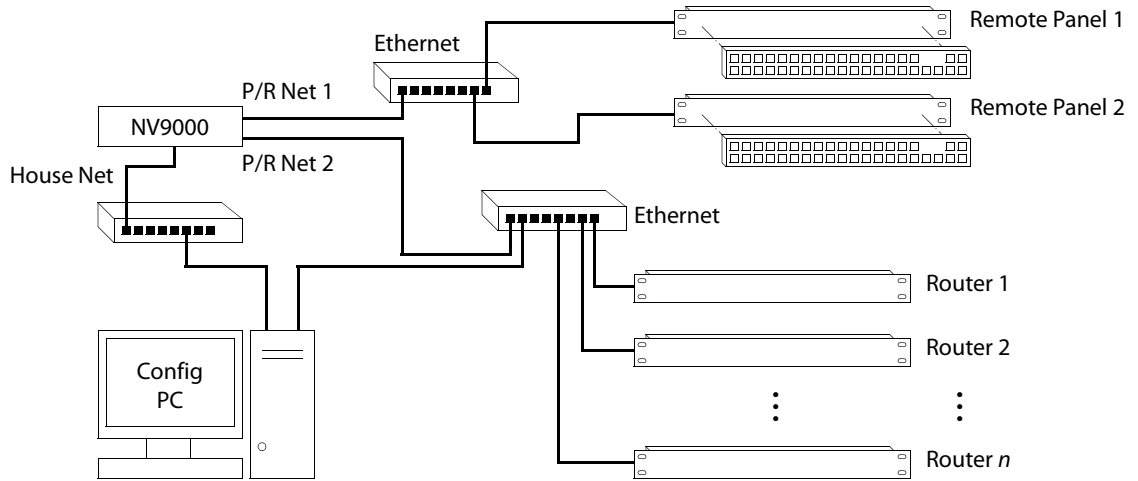 Remote Panel 1
Ethernet
P/R Net 1
Remote Panel 2
NV9000
P/R Net 2
House Net
Ethernet
Router 1
Router 2
Config
PC
Router n